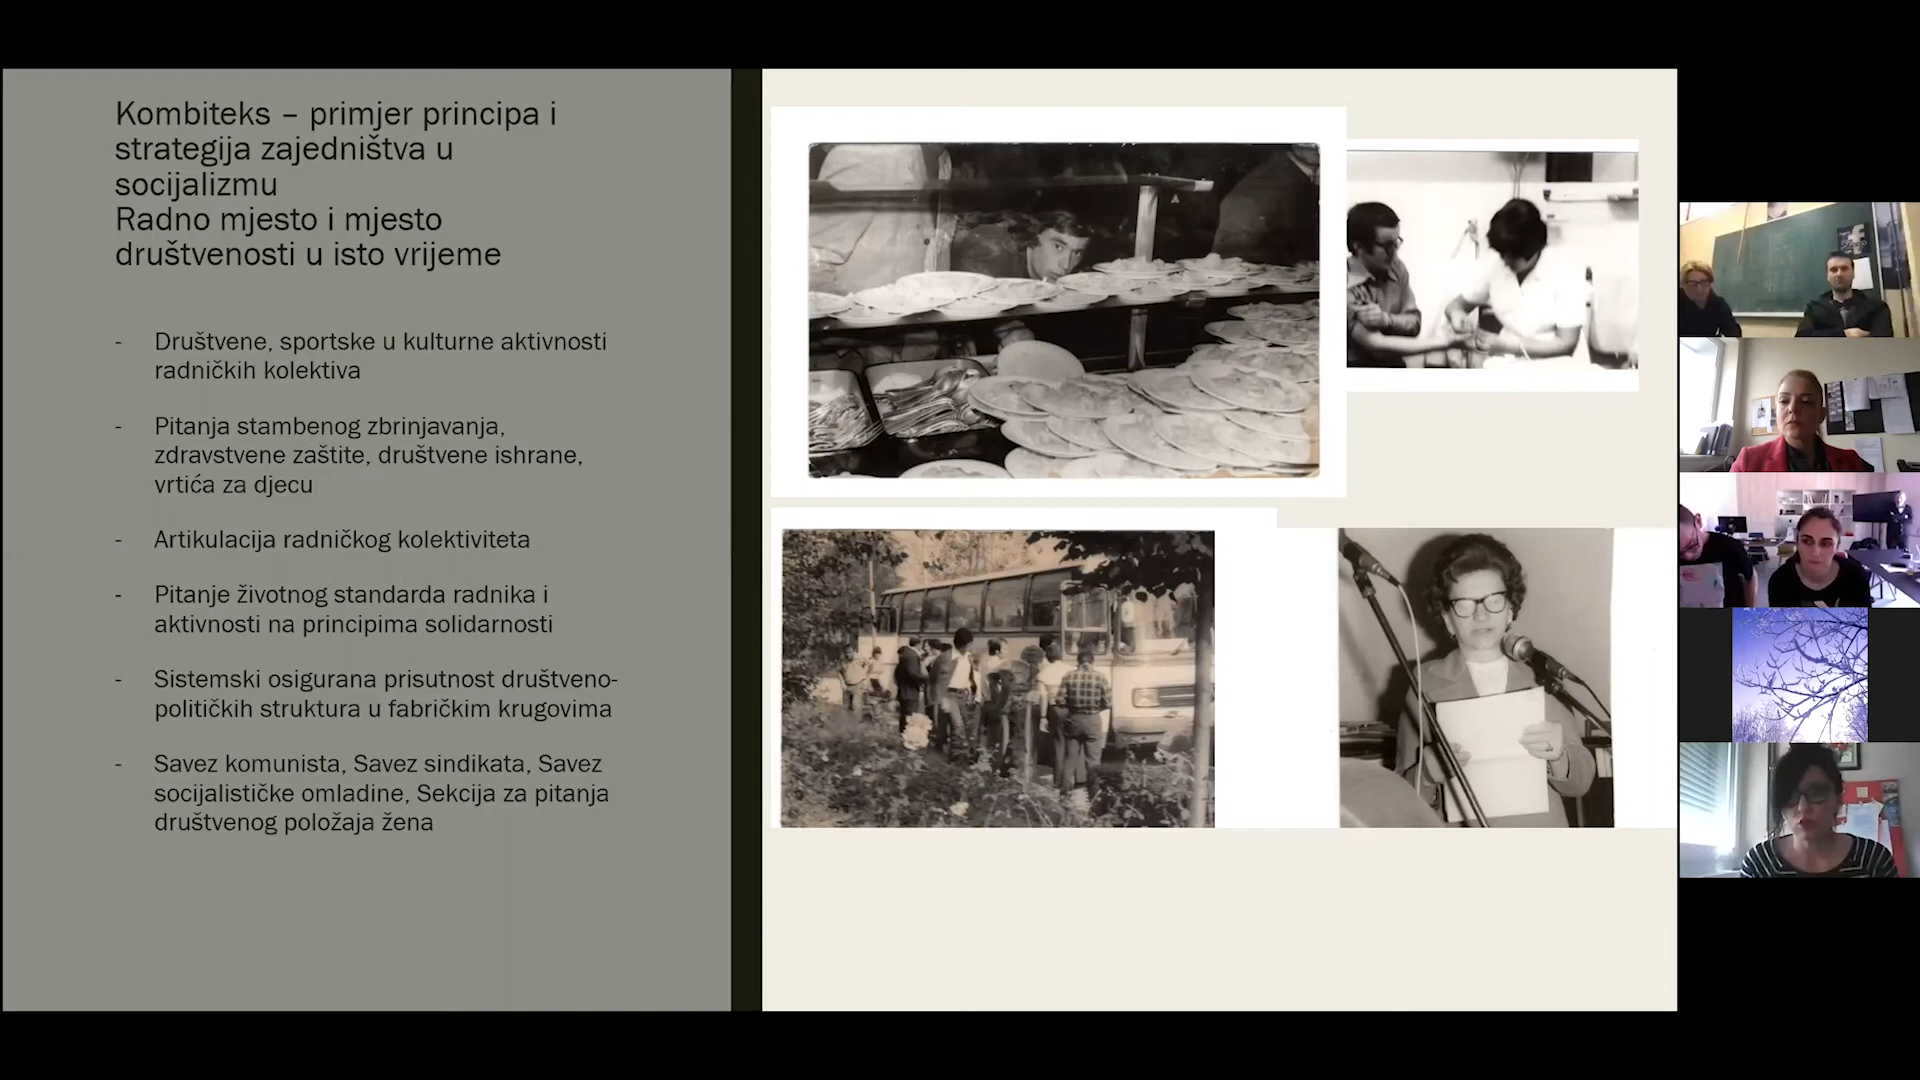 Kombiteks – primjer principa i
strategija zajedništva u
socijalizmu
Radno mjesto i mjesto
društvenosti u isto vrijeme
- Društvene, sportske u kulturne aktivnosti
radničkih kolektiva
- Pitanja stambenog zbrinjavanja,
zdravstvene zaštite, društvene ishrane,
vrtića za djecu
- Artikulacija radničkog kolektiviteta
- Pitanje životnog standarda radnika i
aktivnosti na principima solidarnosti
- Sistemski osigurana prisutnost društveno-
političkih struktura u fabričkim krugovima
- Savez komunista, Savez sindikata, Savez
socijalističke omladine, Sekcija za pitanja
društvenog položaja žena